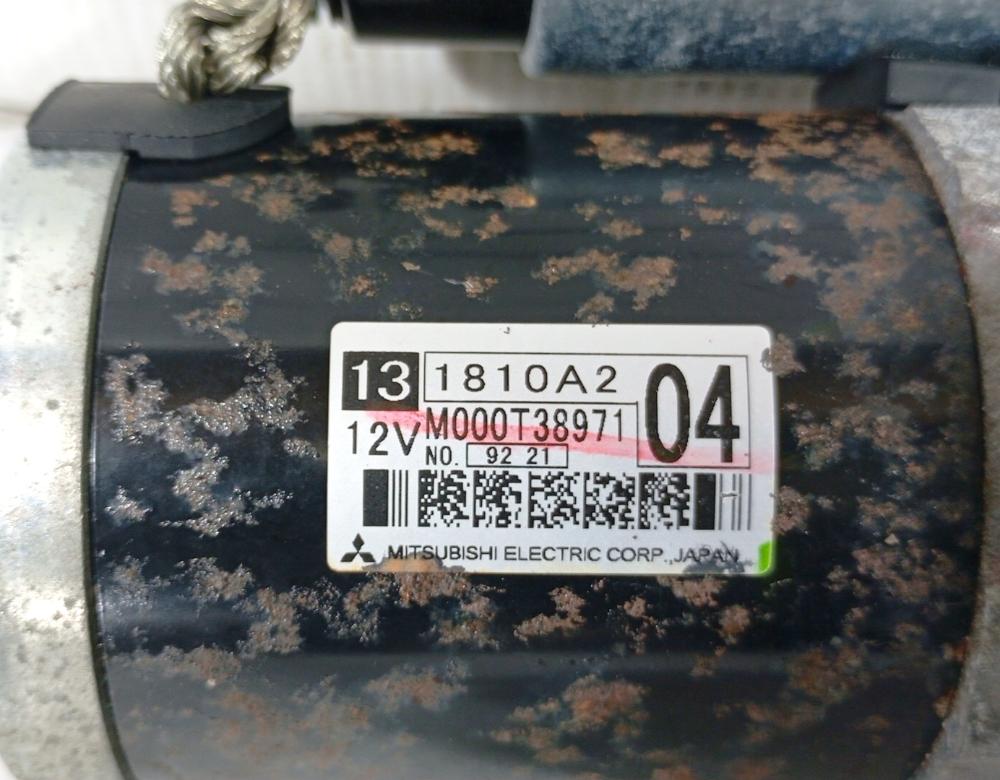 13 1810A2 04
12V M000T38971
NO. 92 21
MITSUBISHI ELECTRIC CORP., JAPAN